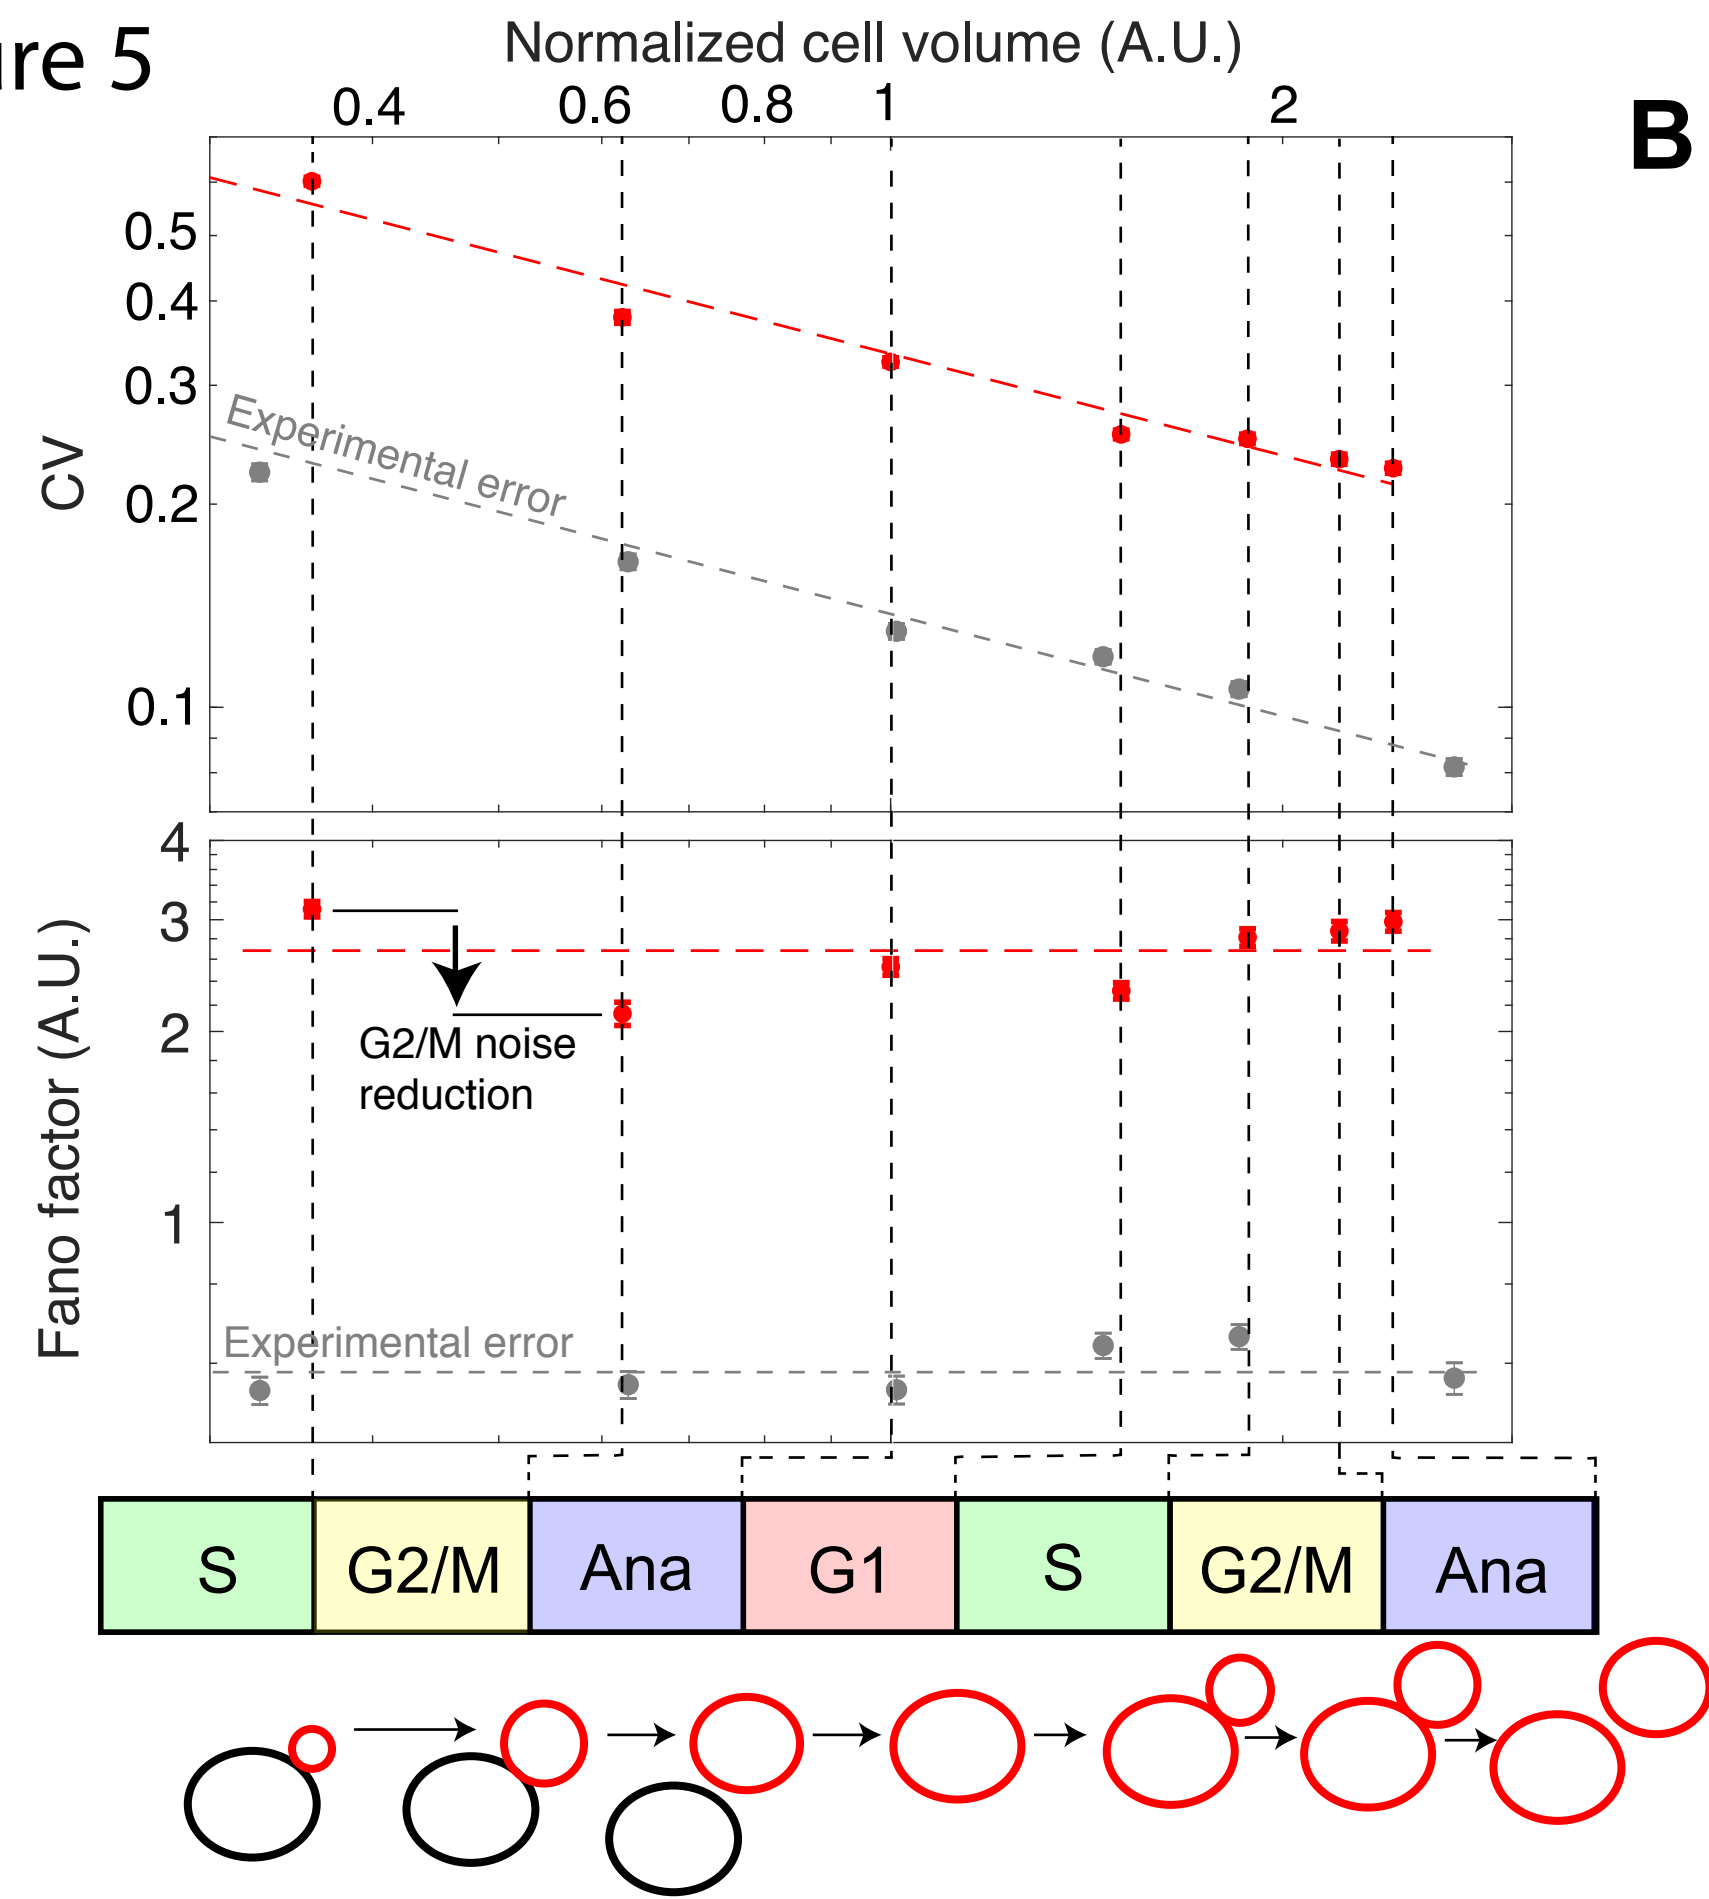 re 5
Normalized cell volume (A.U.)
0.4 0.6 0.8 1 2
B
CV
0.5
0.4
0.3
0.2
0.1
Experimental error
Fano factor (A.U.)
4
3
2
1
G2/M noise
reduction
Experimental error
S G2/M Ana G1 S G2/M Ana